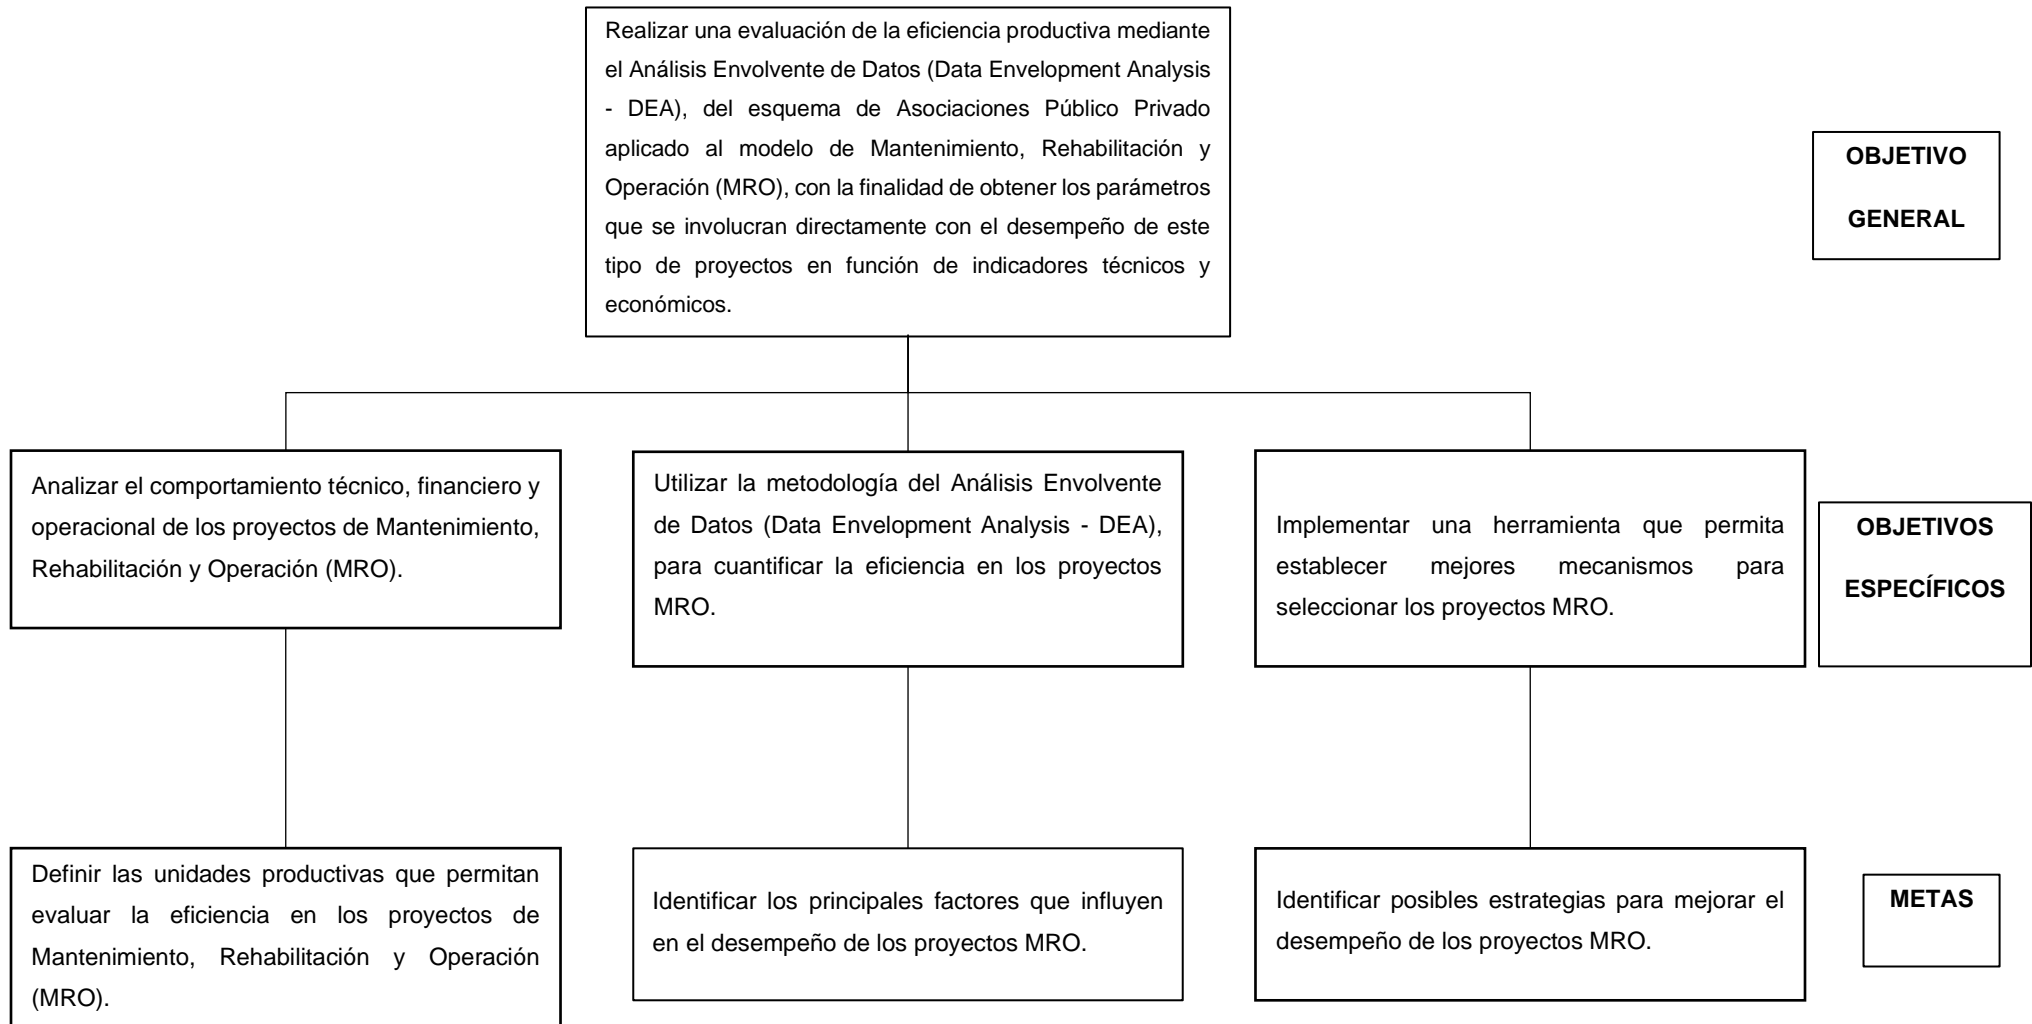 Realizar una evaluación de la eficiencia productiva mediante
el Análisis Envolvente de Datos (Data Envelopment Analysis
- DEA), del esquema de Asociaciones Público Privado
aplicado al modelo de Mantenimiento, Rehabilitación y
Operación (MRO), con la finalidad de obtener los parámetros
que se involucran directamente con el desempeño de este
tipo de proyectos en función de indicadores técnicos y
económicos.
OBJETIVO
GENERAL
Analizar el comportamiento técnico, financiero y
operacional de los proyectos de Mantenimiento,
Rehabilitación y Operación (MRO).
Utilizar la metodología del Análisis Envolvente
de Datos (Data Envelopment Analysis - DEA),
para cuantificar la eficiencia en los proyectos
MRO.
Implementar una herramienta que permita
establecer mejores mecanismos para
seleccionar los proyectos MRO.
OBJETIVOS
ESPECÍFICOS
Definir las unidades productivas que permitan
evaluar la eficiencia en los proyectos de
Mantenimiento, Rehabilitación y Operación
(MRO).
Identificar los principales factores que influyen
en el desempeño de los proyectos MRO.
Identificar posibles estrategias para mejorar el
desempeño de los proyectos MRO.
METAS